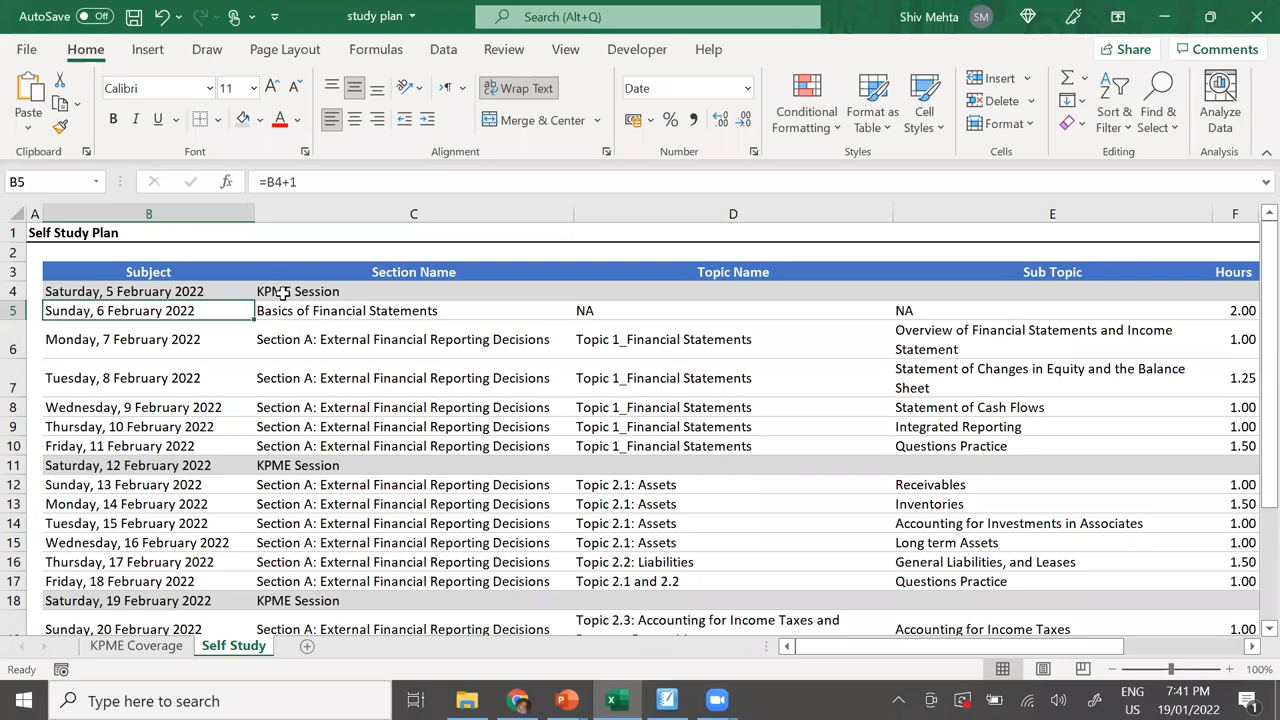 AutoSave Off study plan Search (Alt+Q) Shiv Mehta SM
File Home Insert Draw Page Layout Formulas Data Review View Developer Help Share Comments
Paste Calibri 11 Wrap Text Date Conditional Formatting Format as Table Cell Styles Insert Sort & Filter Find & Select Analyze Data
B I U A Merge & Center % Delete
Format
Clipboard Font Alignment Number Styles Cells Editing Analysis
B5 fx =B4+1
A B C D E F
1 Self Study Plan
2
3 Subject Section Name Topic Name Sub Topic Hours
4 Saturday, 5 February 2022 KPME Session
5 Sunday, 6 February 2022 Basics of Financial Statements NA NA 2.00
6 Monday, 7 February 2022 Section A: External Financial Reporting Decisions Topic 1_Financial Statements Overview of Financial Statements and Income Statement 1.00
7 Tuesday, 8 February 2022 Section A: External Financial Reporting Decisions Topic 1_Financial Statements Statement of Changes in Equity and the Balance Sheet 1.25
8 Wednesday, 9 February 2022 Section A: External Financial Reporting Decisions Topic 1_Financial Statements Statement of Cash Flows 1.00
9 Thursday, 10 February 2022 Section A: External Financial Reporting Decisions Topic 1_Financial Statements Integrated Reporting 1.00
10 Friday, 11 February 2022 Section A: External Financial Reporting Decisions Topic 1_Financial Statements Questions Practice 1.50
11 Saturday, 12 February 2022 KPME Session
12 Sunday, 13 February 2022 Section A: External Financial Reporting Decisions Topic 2.1: Assets Receivables 1.00
13 Monday, 14 February 2022 Section A: External Financial Reporting Decisions Topic 2.1: Assets Inventories 1.50
14 Tuesday, 15 February 2022 Section A: External Financial Reporting Decisions Topic 2.1: Assets Accounting for Investments in Associates 1.00
15 Wednesday, 16 February 2022 Section A: External Financial Reporting Decisions Topic 2.1: Assets Long term Assets 1.00
16 Thursday, 17 February 2022 Section A: External Financial Reporting Decisions Topic 2.2: Liabilities General Liabilities, and Leases 1.50
17 Friday, 18 February 2022 Section A: External Financial Reporting Decisions Topic 2.1 and 2.2 Questions Practice 1.00
18 Saturday, 19 February 2022 KPME Session
Sunday, 20 February 2022 Section A: External Financial Reporting Decisions Topic 2.3: Accounting for Income Taxes and Accounting for Income Taxes 1.00
KPME Coverage Self Study
Ready 100%
Type here to search ENG US 7:41 PM 19/01/2022 1